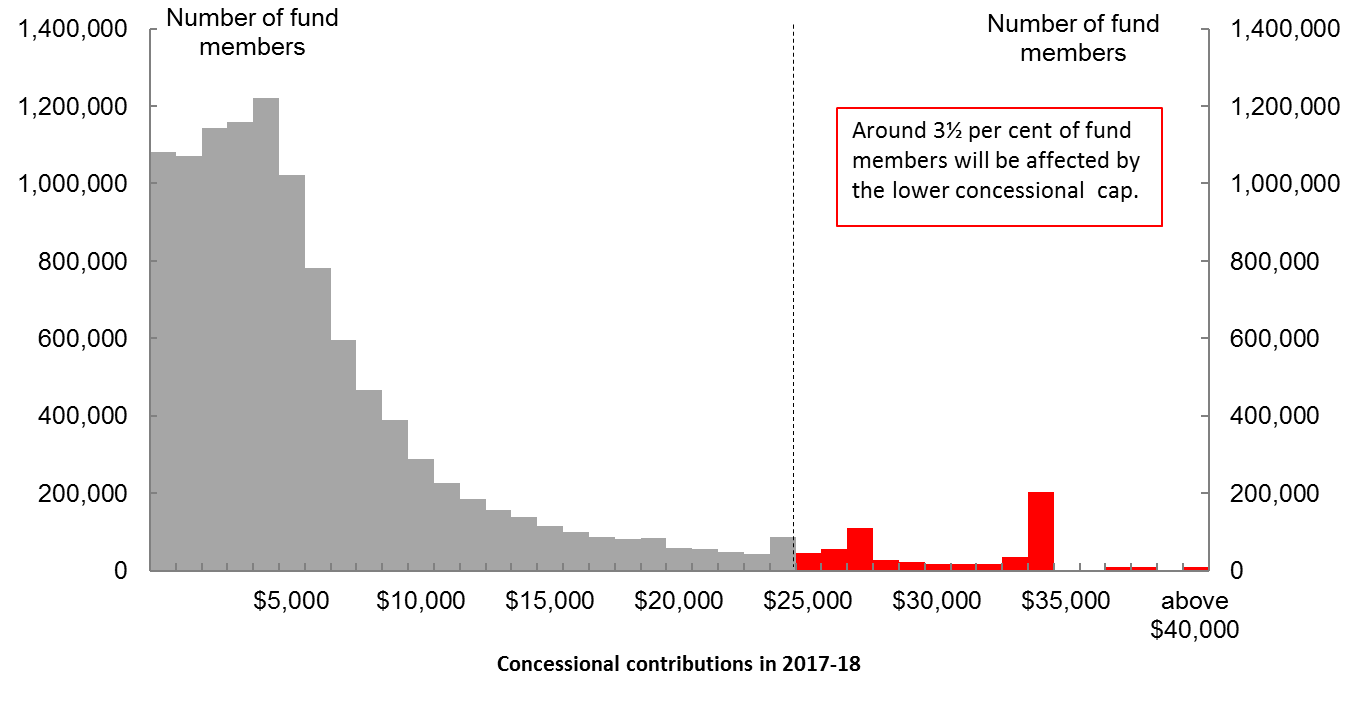 Number of fund
members
Number of fund
members
1,400,000
1,200,000
1,000,000
800,000
600,000
400,000
200,000
0
1,400,000
1,200,000
1,000,000
800,000
600,000
400,000
200,000
0
Around 3½ per cent of fund
members will be affected by
the lower concessional  cap.
$5,000
$10,000
$15,000
$20,000
$25,000
$30,000
$35,000
above
$40,000
Concessional contributions in 2017-18